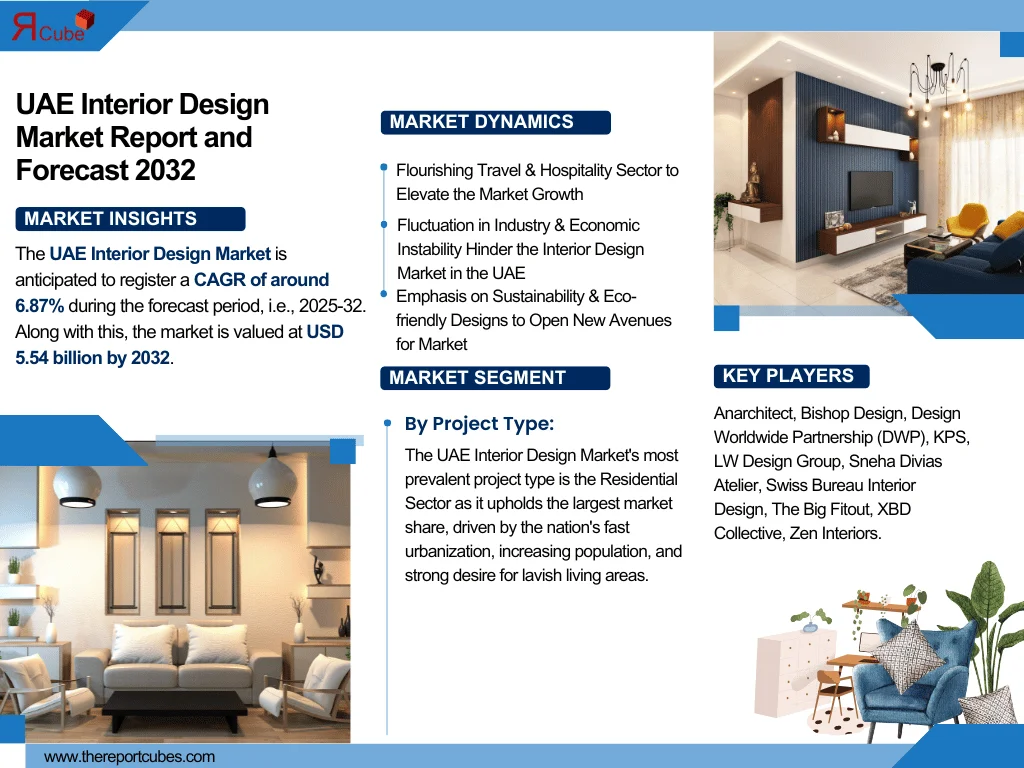 ЯCube
UAE Interior Design
Market Report and
Forecast 2032
MARKET INSIGHTS
The UAE Interior Design Market is
anticipated to register a CAGR of around
6.87% during the forecast period, i.e., 2025-32.
Along with this, the market is valued at USD
5.54 billion by 2032.
MARKET DYNAMICS
Flourishing Travel & Hospitality Sector to
Elevate the Market Growth
Fluctuation in Industry & Economic
Instability Hinder the Interior Design
Market in the UAE
Emphasis on Sustainability & Eco-
friendly Designs to Open New Avenues
for Market
MARKET SEGMENT
By Project Type:
The UAE Interior Design Market's most
prevalent project type is the Residential
Sector as it upholds the largest market
share, driven by the nation's fast
urbanization, increasing population, and
strong desire for lavish living areas.
KEY PLAYERS
Anarchitect, Bishop Design, Design
Worldwide Partnership (DWP), KPS,
LW Design Group, Sneha Divias
Atelier, Swiss Bureau Interior
Design, The Big Fitout, XBD
Collective, Zen Interiors.
www.thereportcubes.com